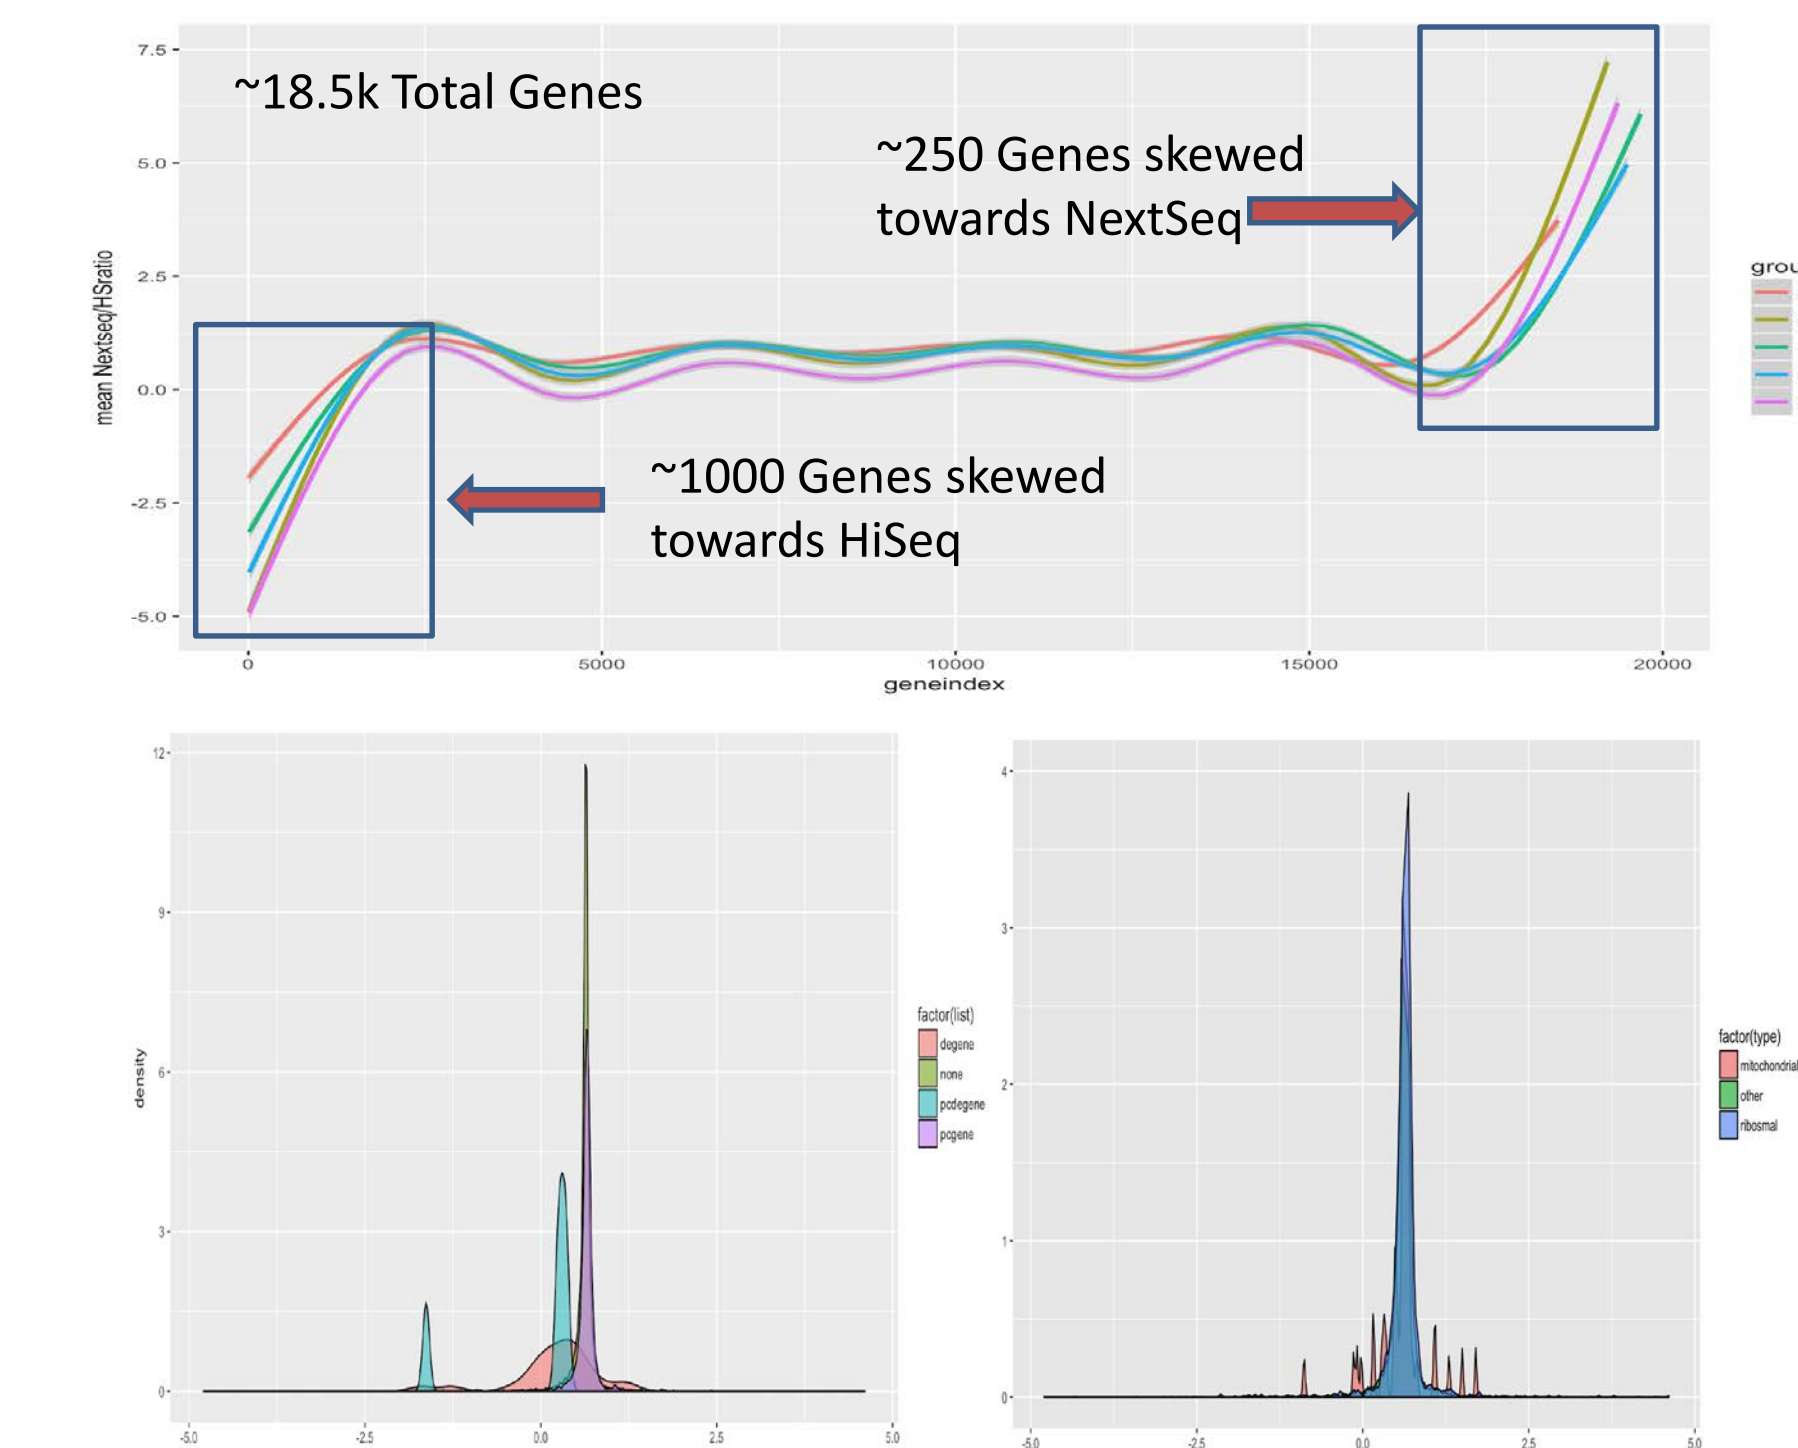 ~18.5k Total Genes
~250 Genes skewed
towards NextSeq
~1000 Genes skewed
towards HiSeq
mean Nextseq/HSratio
7.5
5.0
2.5
0.0
-2.5
-5.0
0 5000 10000 15000 20000
geneindex
grou
density
12
9
6
3
0
-5.0 -2.5 0.0 2.5 5.0
factor(list)
degene
none
pcdegene
pcgene
4
3
2
1
0
-5.0 -2.5 0.0 2.5 5.0
factor(type)
mitochondrial
other
ribosmal